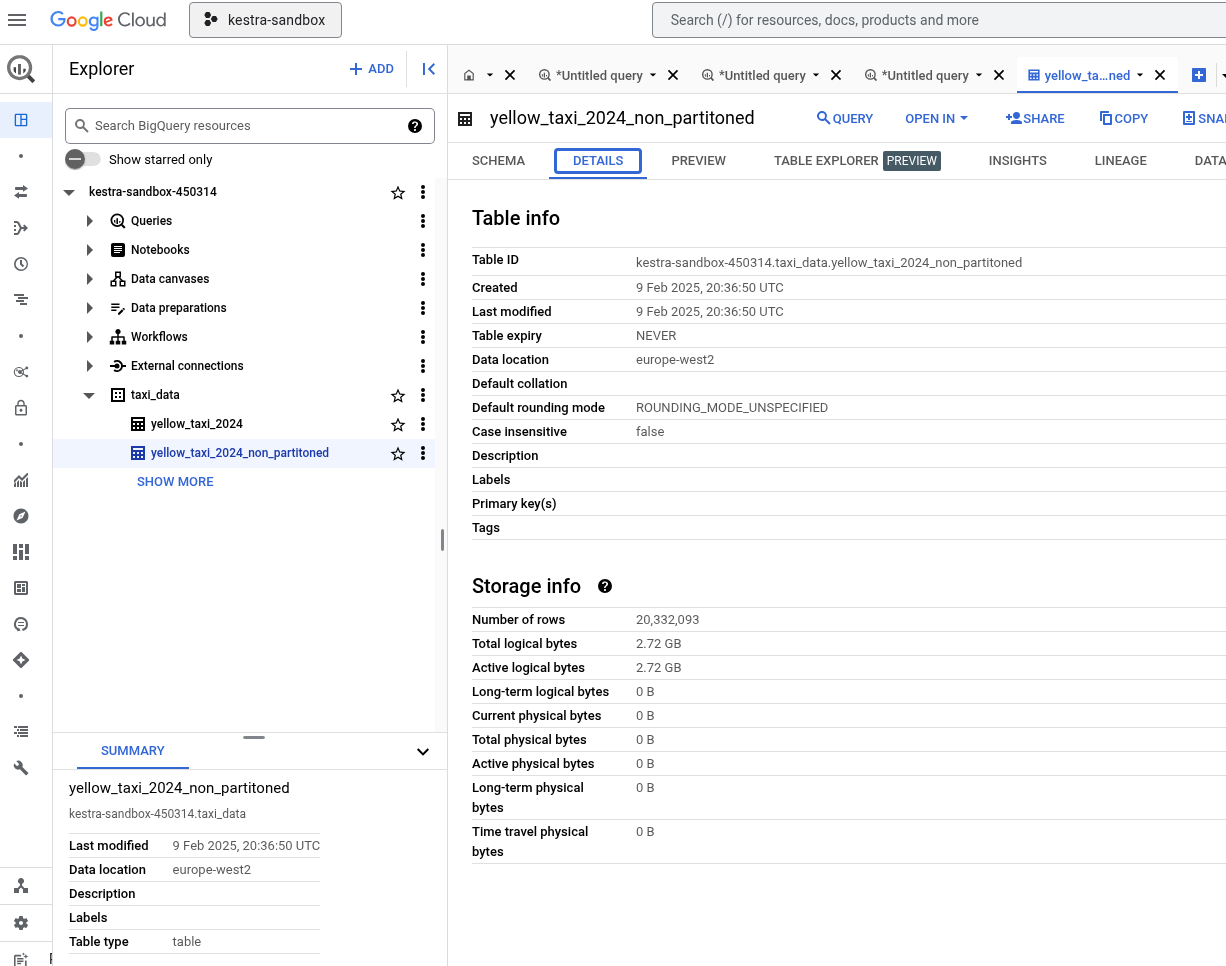 Google Cloud
kestra-sandbox
Search (/) for resources, docs, products and more
Explorer
+ ADD
*Untitled query
*Untitled query
*Untitled query
yellow_ta...ned
Search BigQuery resources
Show starred only
kestra-sandbox-450314
Queries
Notebooks
Data canvases
Data preparations
Workflows
External connections
taxi_data
yellow_taxi_2024
yellow_taxi_2024_non_partitoned
SHOW MORE
SUMMARY
yellow_taxi_2024_non_partitoned
kestra-sandbox-450314.taxi_data
Last modified 9 Feb 2025, 20:36:50 UTC
Data location europe-west2
Description
Labels
Table type table
yellow_taxi_2024_non_partitoned
QUERY OPEN IN SHARE COPY SNA
SCHEMA DETAILS PREVIEW TABLE EXPLORER PREVIEW INSIGHTS LINEAGE DATA
Table info
Table ID kestra-sandbox-450314.taxi_data.yellow_taxi_2024_non_partitoned
Created 9 Feb 2025, 20:36:50 UTC
Last modified 9 Feb 2025, 20:36:50 UTC
Table expiry NEVER
Data location europe-west2
Default collation
Default rounding mode ROUNDING_MODE_UNSPECIFIED
Case insensitive false
Description
Labels
Primary key(s)
Tags
Storage info
Number of rows 20,332,093
Total logical bytes 2.72 GB
Active logical bytes 2.72 GB
Long-term logical bytes 0 B
Current physical bytes 0 B
Total physical bytes 0 B
Active physical bytes 0 B
Long-term physical bytes 0 B
Time travel physical bytes 0 B